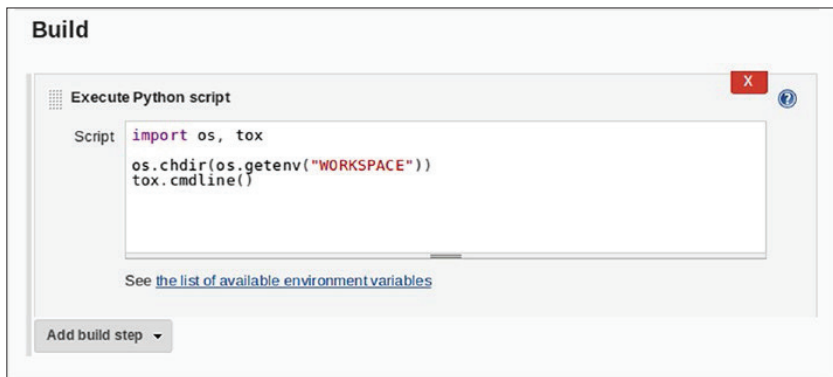 Build
X
Execute Python script
?
Script
import os, tox
os.chdir(os.getenv("WORKSPACE"))
tox.cmdline()
See the list of available environment variables
Add build step